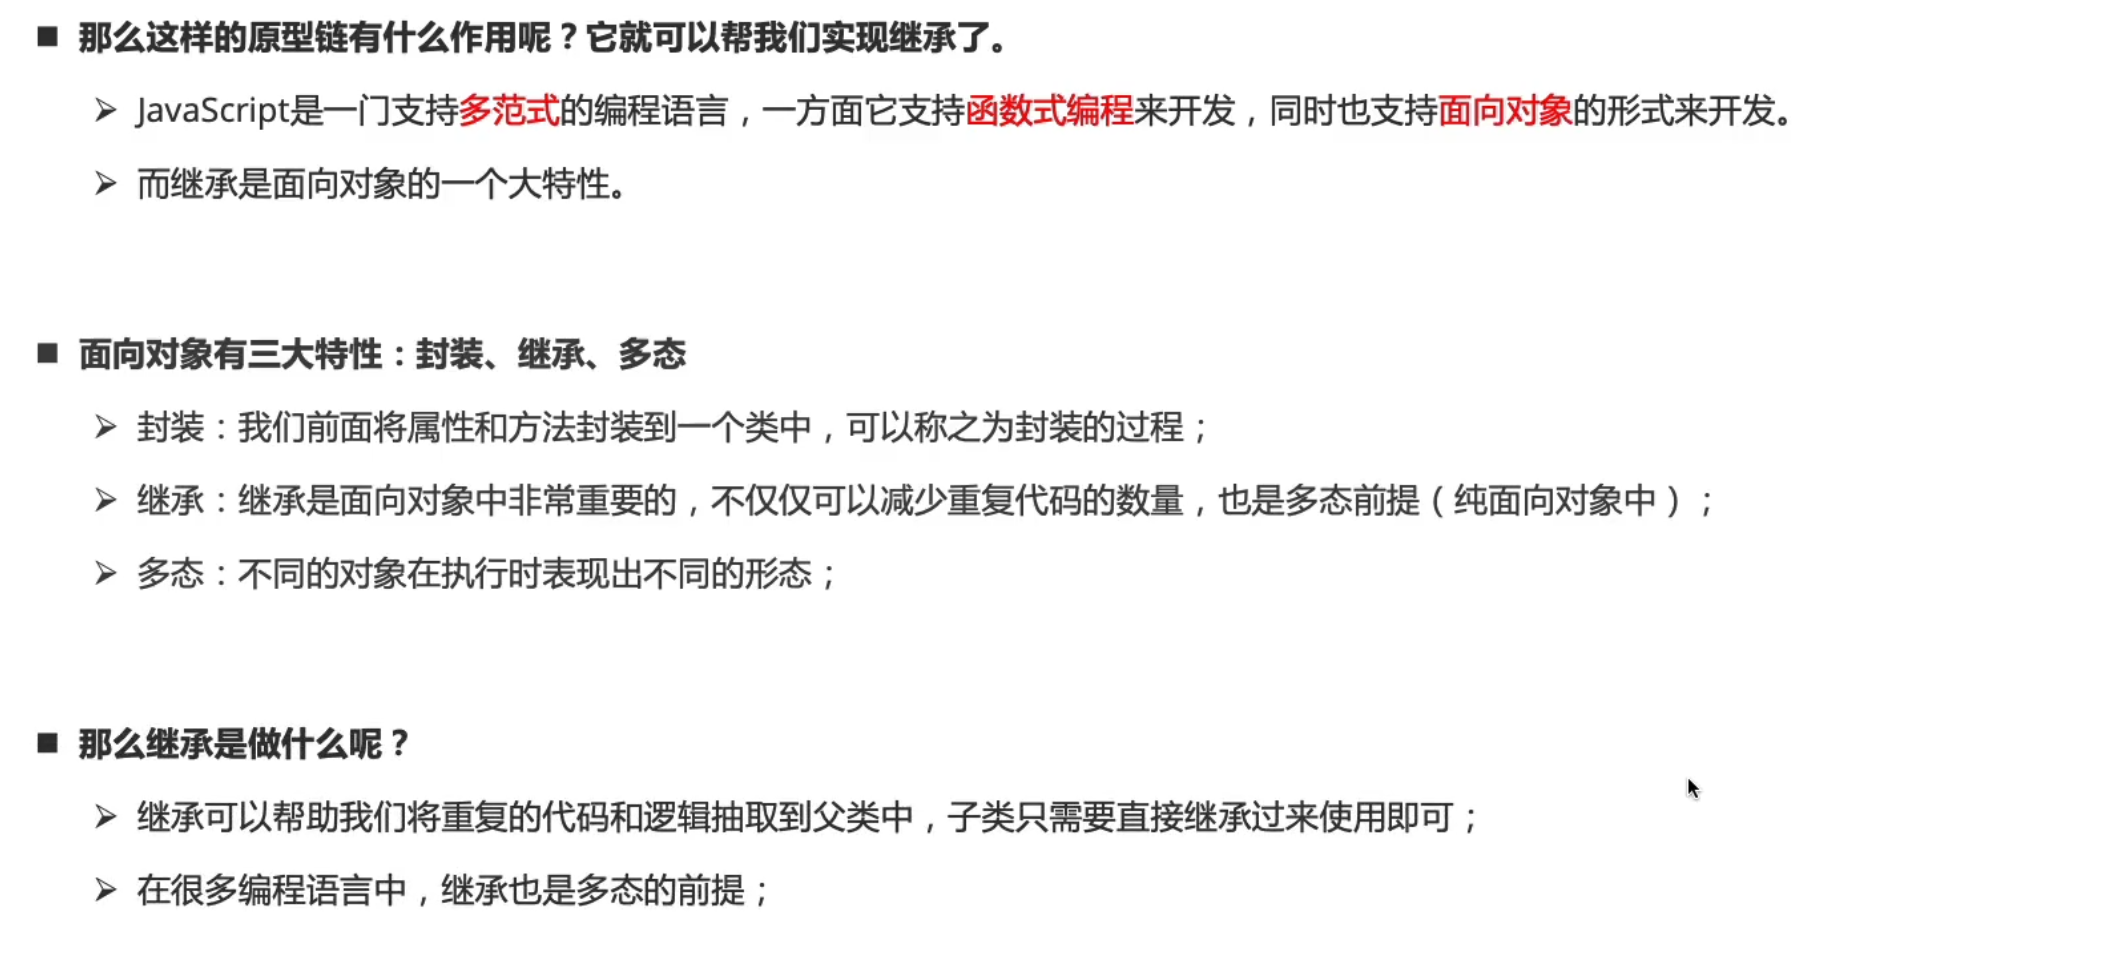 ■ 那么这样的原型链有什么作用呢？它就可以帮我们实现继承了。
➢ JavaScript是一门支持多范式的编程语言，一方面它支持函数式编程来开发，同时也支持面向对象的形式来开发。
➢ 而继承是面向对象的一个大特性。
■ 面向对象有三大特性：封装、继承、多态
➢ 封装：我们前面将属性和方法封装到一个类中，可以称之为封装的过程；
➢ 继承：继承是面向对象中非常重要的，不仅仅可以减少重复代码的数量，也是多态前提（纯面向对象中）；
➢ 多态：不同的对象在执行时表现出不同的形态；
■ 那么继承是做什么呢？
➢ 继承可以帮助我们将重复的代码和逻辑抽取到父类中，子类只需要直接继承过来使用即可；
➢ 在很多编程语言中，继承也是多态的前提；